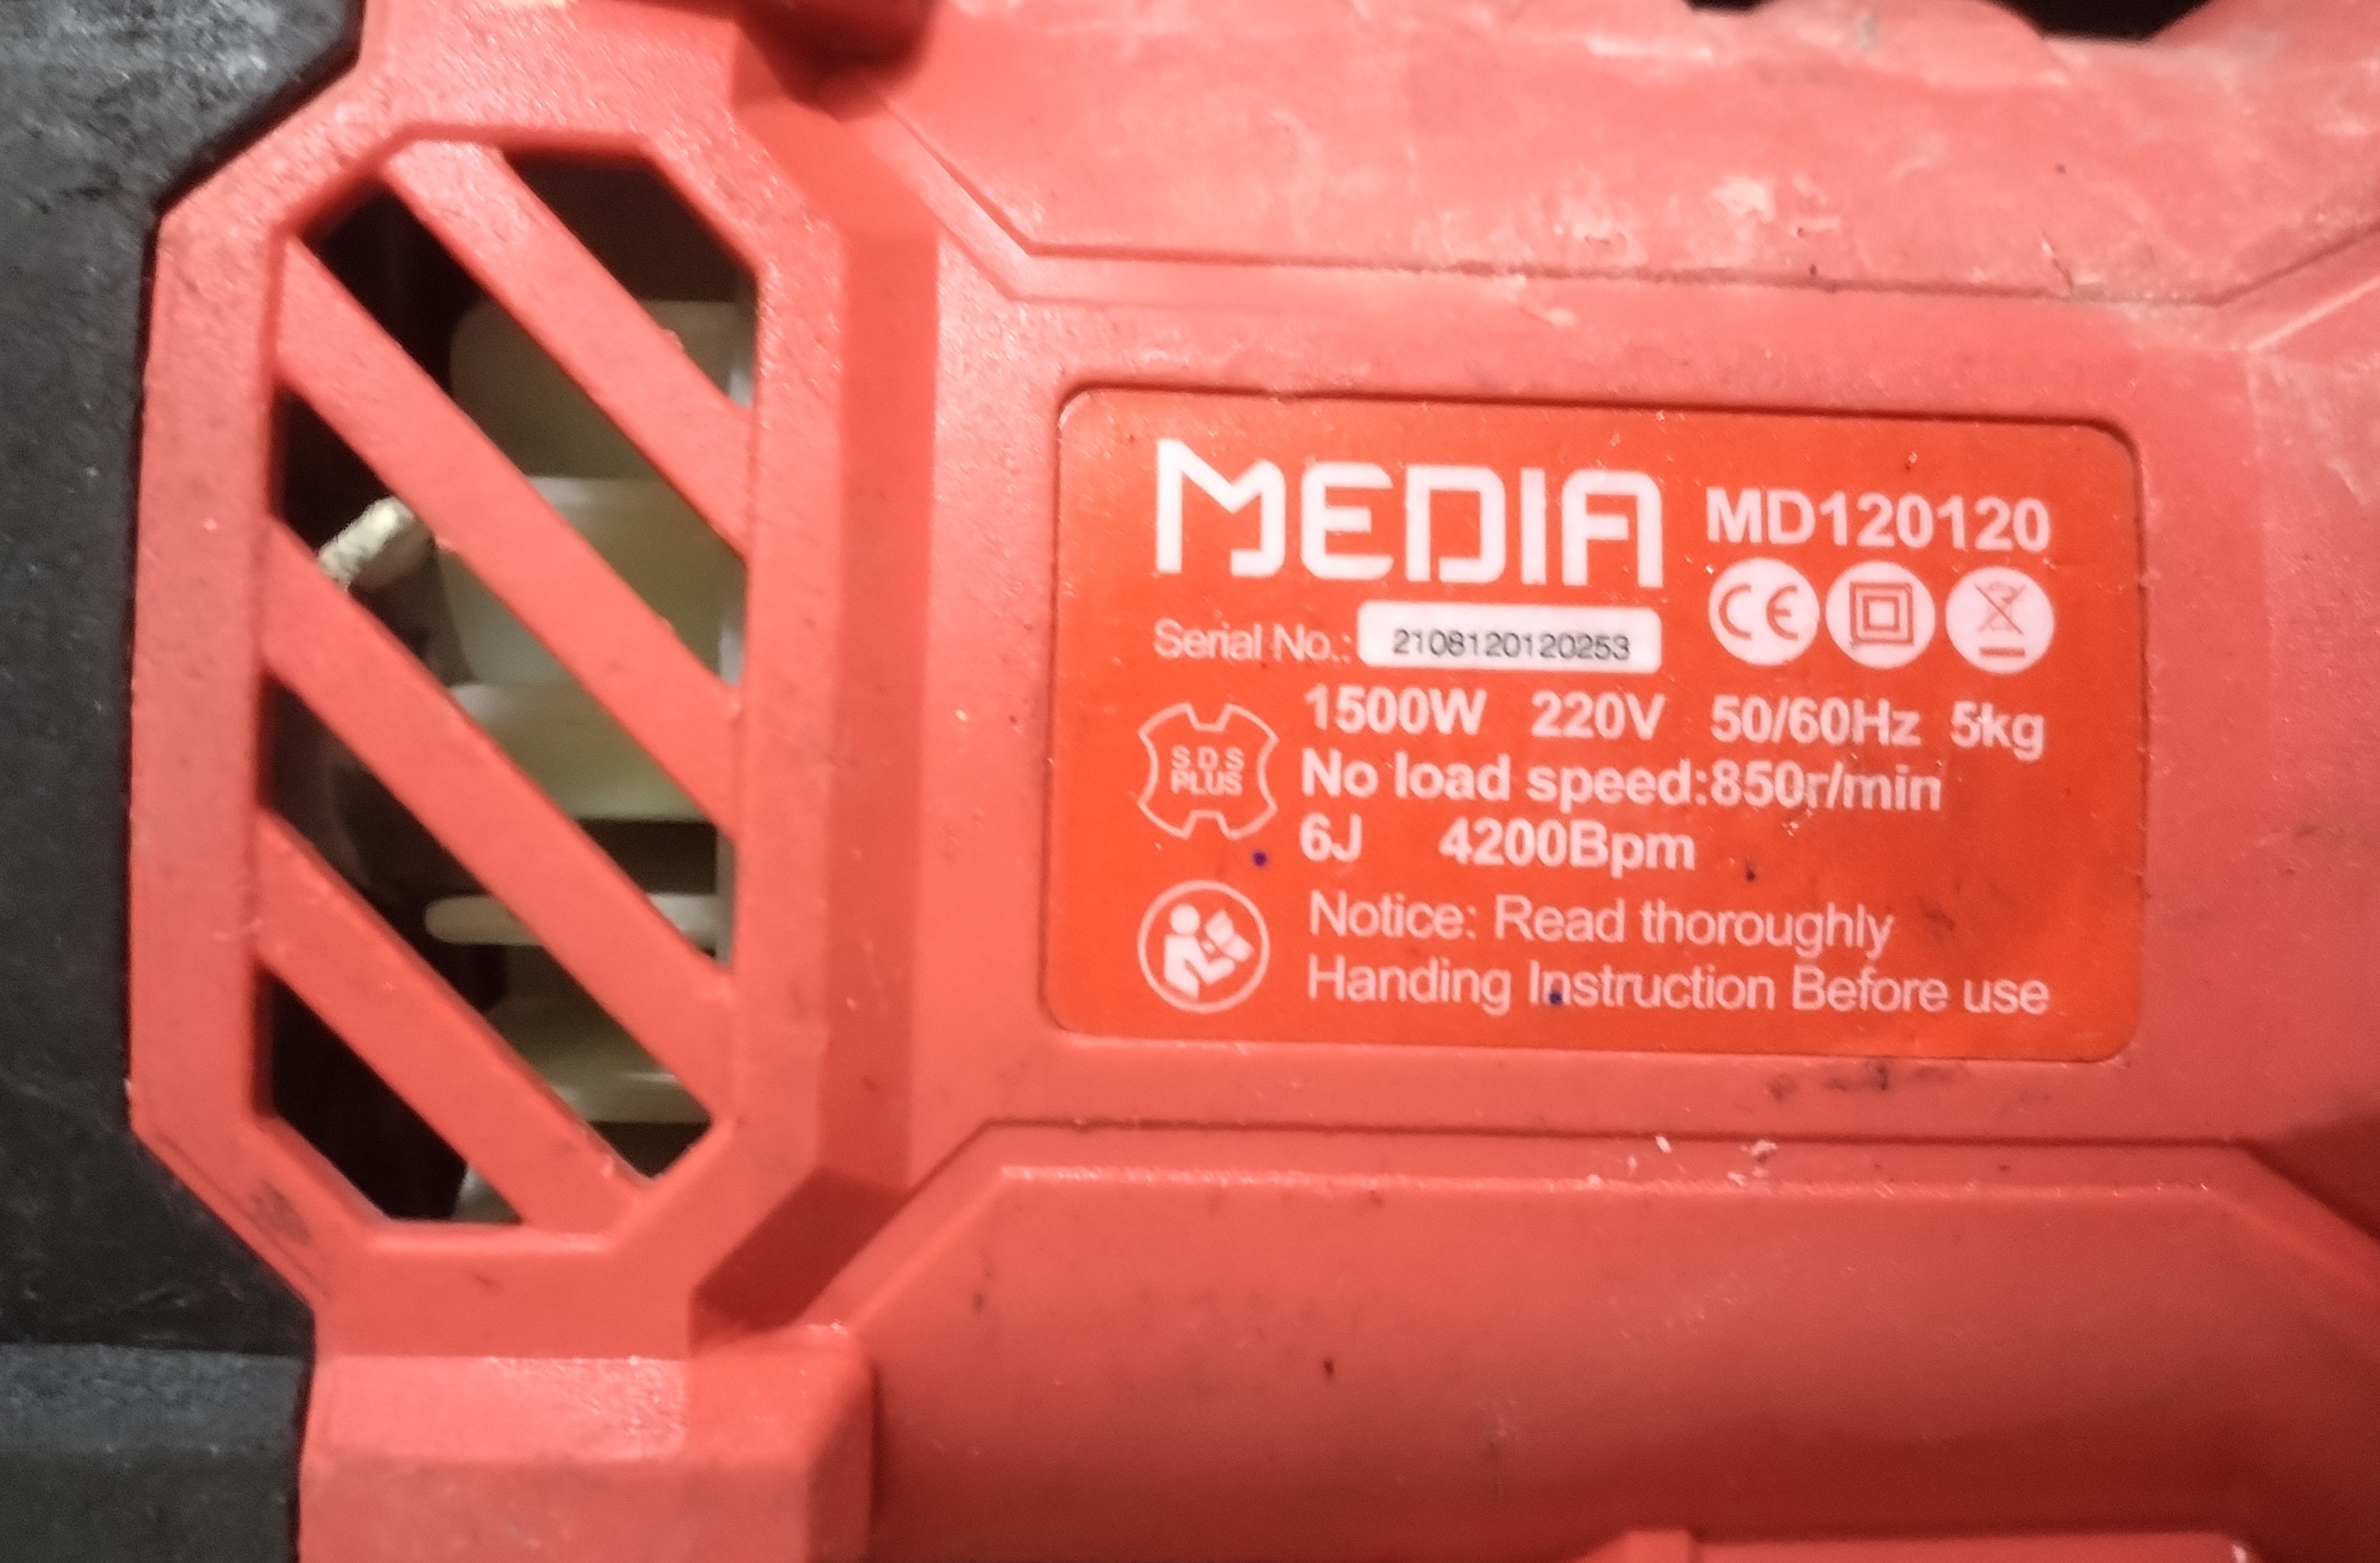 MEDIA MD120120
CE
Serial No.: 2108120120253
1500W 220V 50/60Hz 5kg
S.D.S
PLUS
No load speed:850r/min
6J 4200Bpm
Notice: Read thoroughly
Handing Instruction Before use